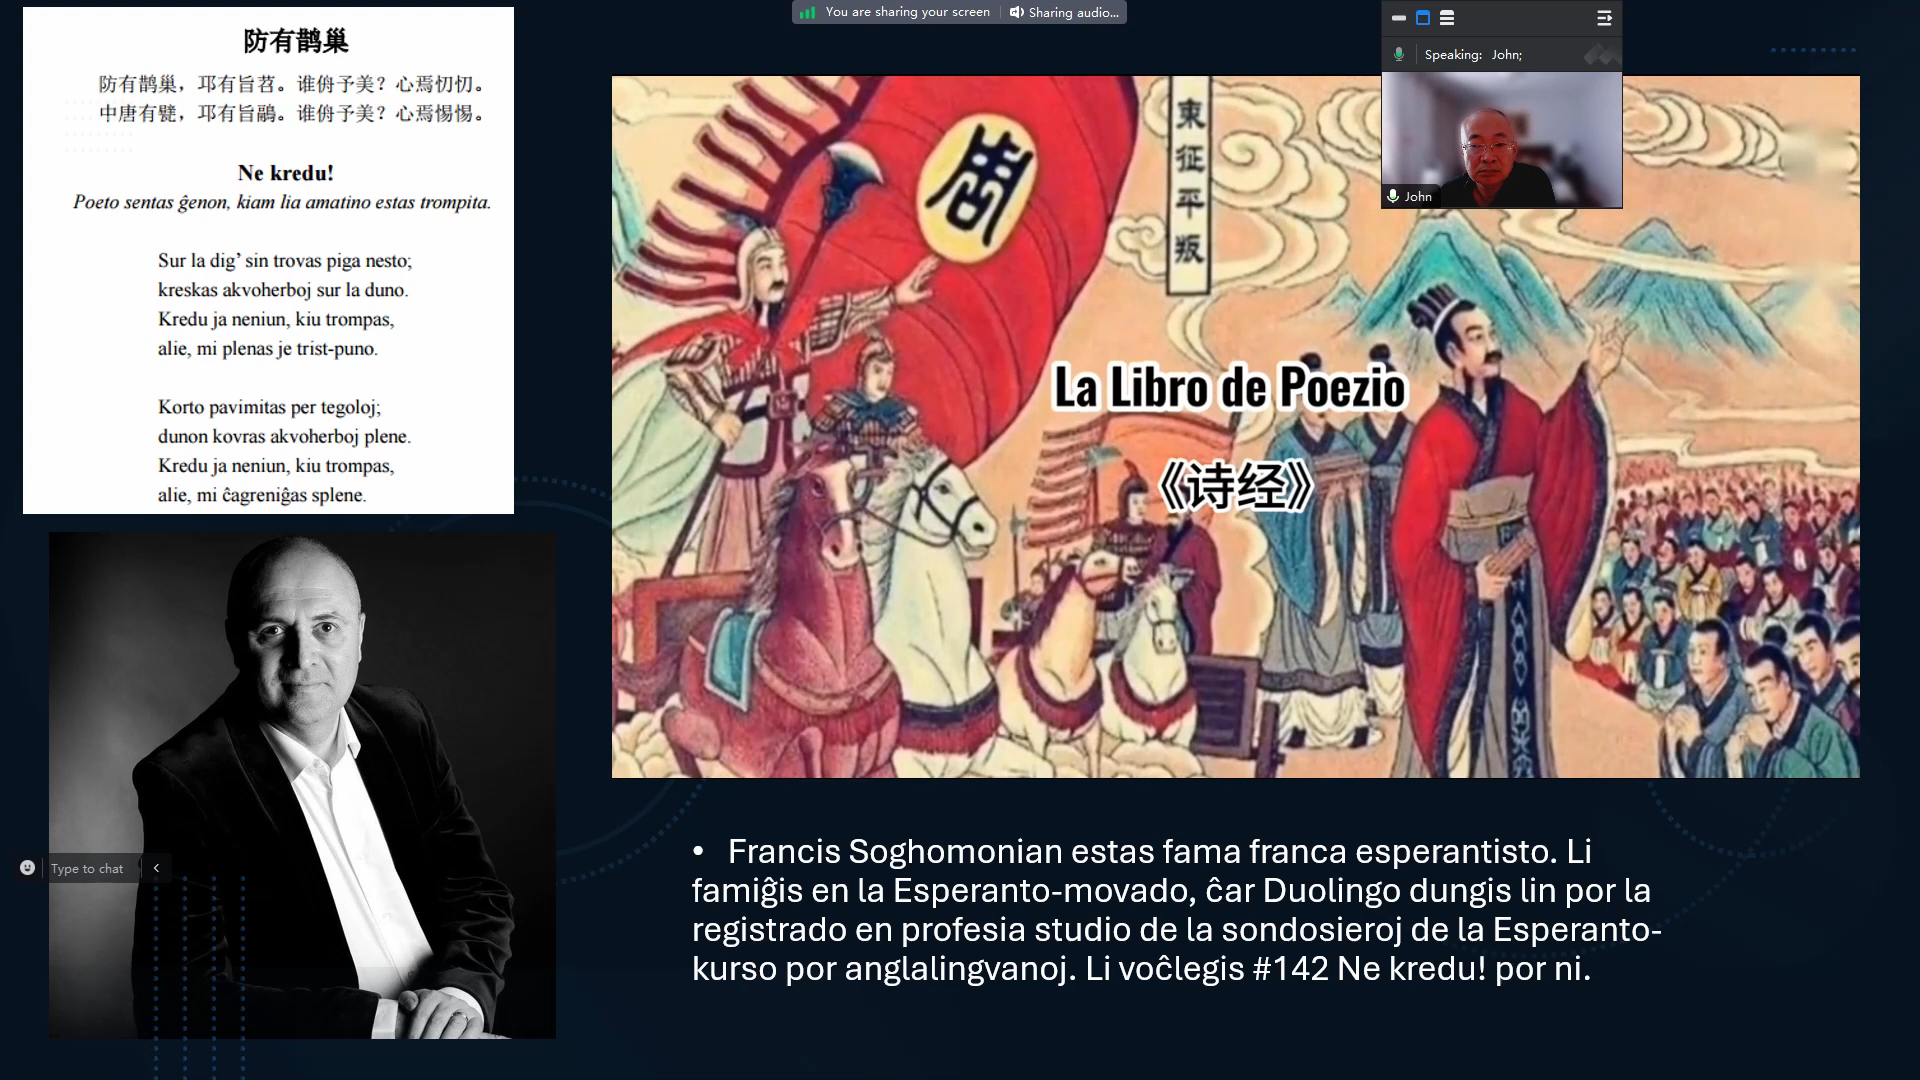 You are sharing your screen
Sharing audio...
Speaking: John;
John
防有鹊巢
防有鹊巢，邛有旨苕。谁侜予美？心焉忉忉。
中唐有甓，邛有旨鷊。谁侜予美？心焉惕惕。
Ne kredu!
Poeto sentas ĝenon, kiam lia amatino estas trompita.
Sur la dig’ sin trovas piga nesto;
kreskas akvoherboj sur la duno.
Kredu ja neniun, kiu trompas,
alie, mi plenas je trist-puno.
Korto pavimitas per tegoloj;
dunon kovras akvoherboj plene.
Kredu ja neniun, kiu trompas,
alie, mi ĉagreniĝas splene.
周
東征平叛
La Libro de Poezio
《诗经》
Type to chat
• Francis Soghomonian estas fama franca esperantisto. Li
famiĝis en la Esperanto-movado, ĉar Duolingo dungis lin por la
registrado en profesia studio de la sondosieroj de la Esperanto-
kurso por anglalingvanoj. Li voĉlegis #142 Ne kredu! por ni.